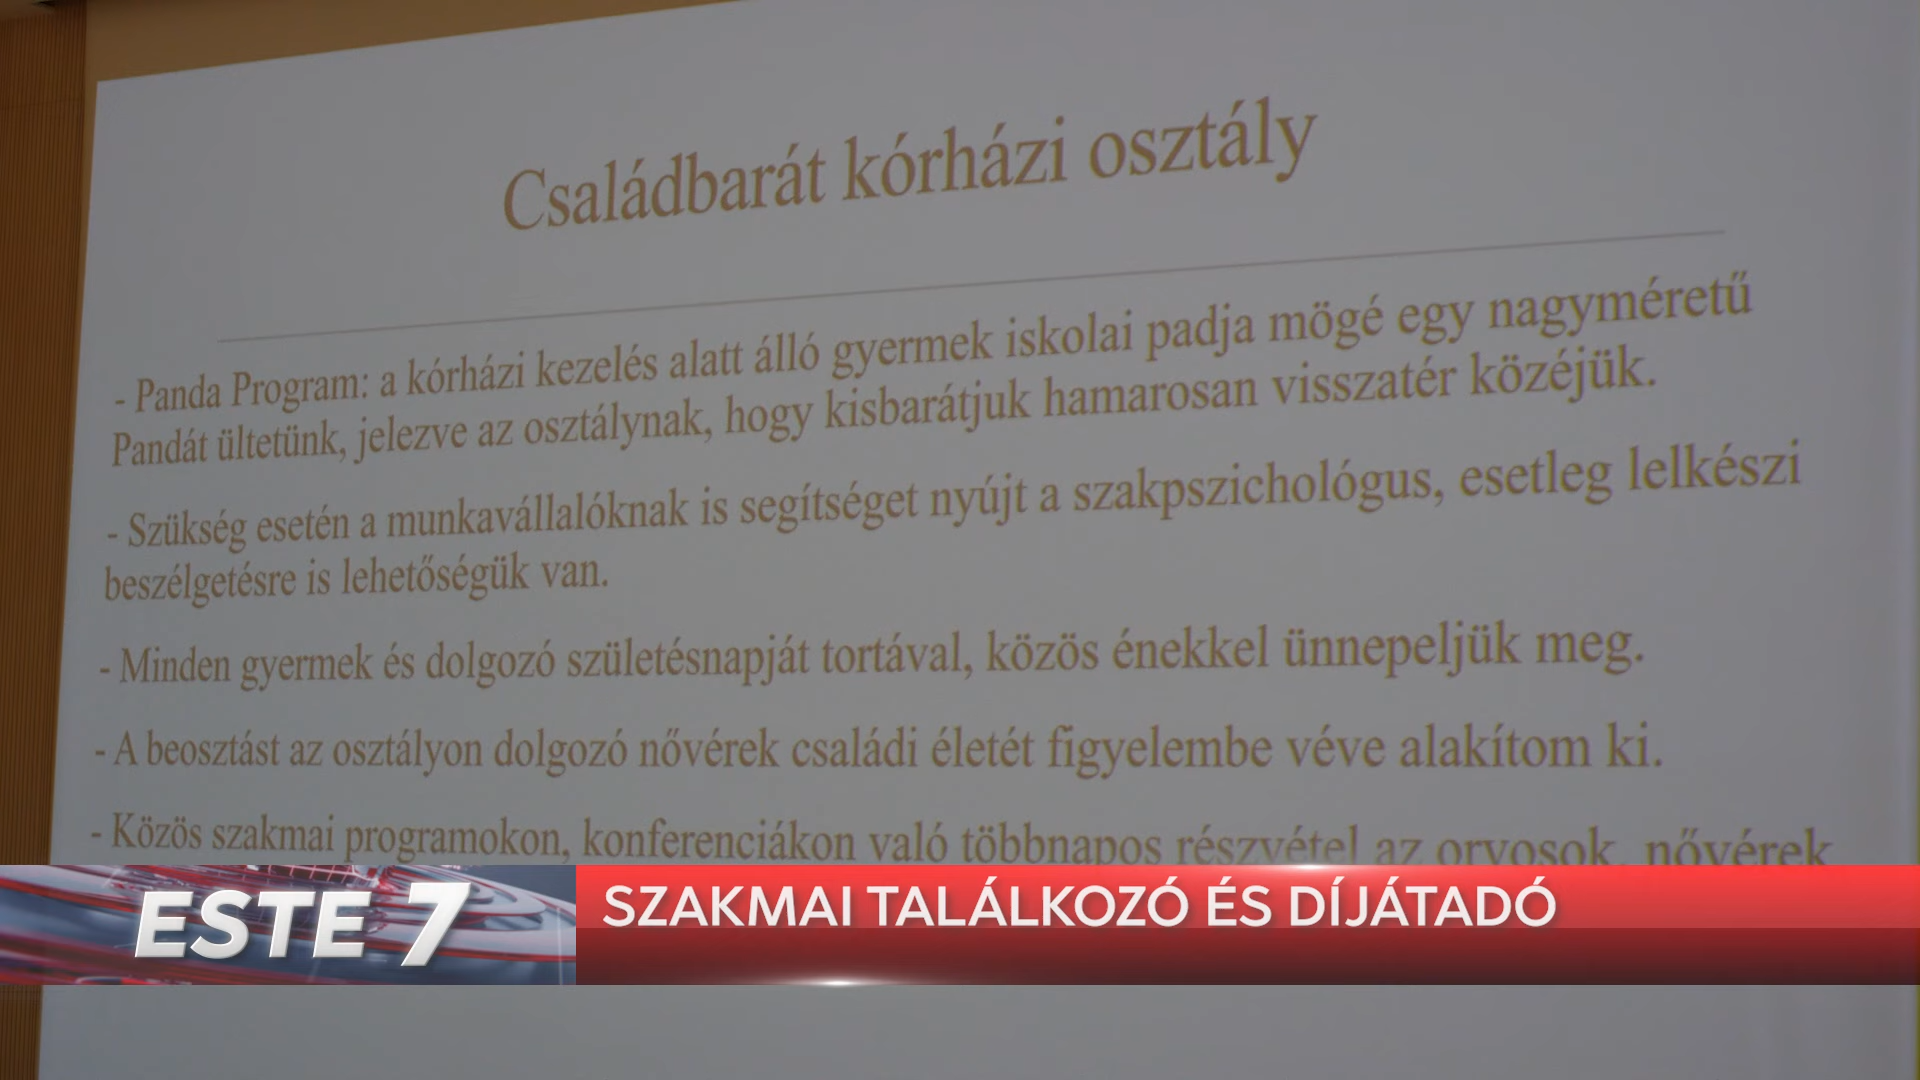 Családbarát kórházi osztály
- Panda Program: a kórházi kezelés alatt álló gyermek iskolai padja mögé egy nagyméretű
Pandát ültetünk, jelezve az osztálynak, hogy kisbarátjuk hamarosan visszatér közéjük.
- Szükség esetén a munkavállalóknak is segítséget nyújt a szakpszichológus, esetleg lelkészi
beszélgetésre is lehetőségük van.
- Minden gyermek és dolgozó születésnapját tortával, közös énekkel ünnepeljük meg.
- A beosztást az osztályon dolgozó nővérek családi életét figyelembe véve alakítom ki.
- Közös szakmai programokon, konferenciákon való többnapos részvétel az orvosok, nővérek
ESTE 7
SZAKMAI TALÁLKOZÓ ÉS DÍJÁTADÓ